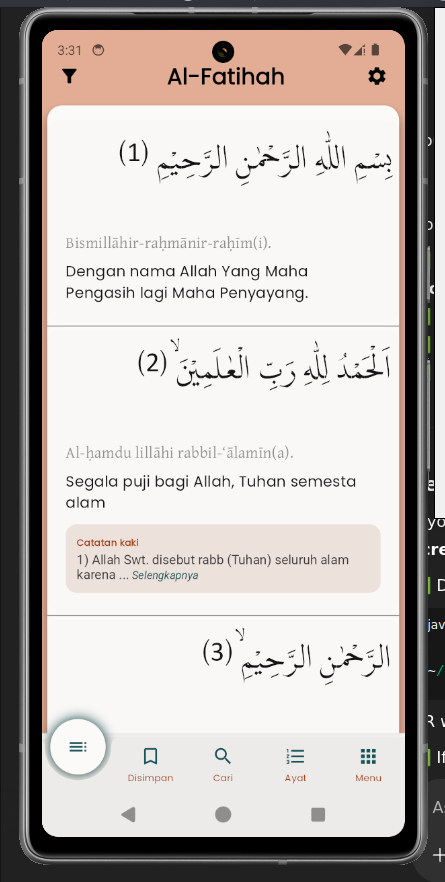 3:31
Al-Fatihah
بِسْمِ اللّٰهِ الرَّحْمٰنِ الرَّحِيْمِ (1)
Bismillāhir-raḥmānir-raḥīm(i).
Dengan nama Allah Yang Maha
Pengasih lagi Maha Penyayang.
اَلْحَمْدُ لِلّٰهِ رَبِّ الْعٰلَمِيْنَۙ (2)
Al-ḥamdu lillāhi rabbil-‘ālamīn(a).
Segala puji bagi Allah, Tuhan semesta
alam
Catatan kaki
1) Allah Swt. disebut rabb (Tuhan) seluruh alam
karena ... Selengkapnya
الرَّحْمٰنِ الرَّحِيْمِۙ (3)
Disimpan Cari Ayat Menu